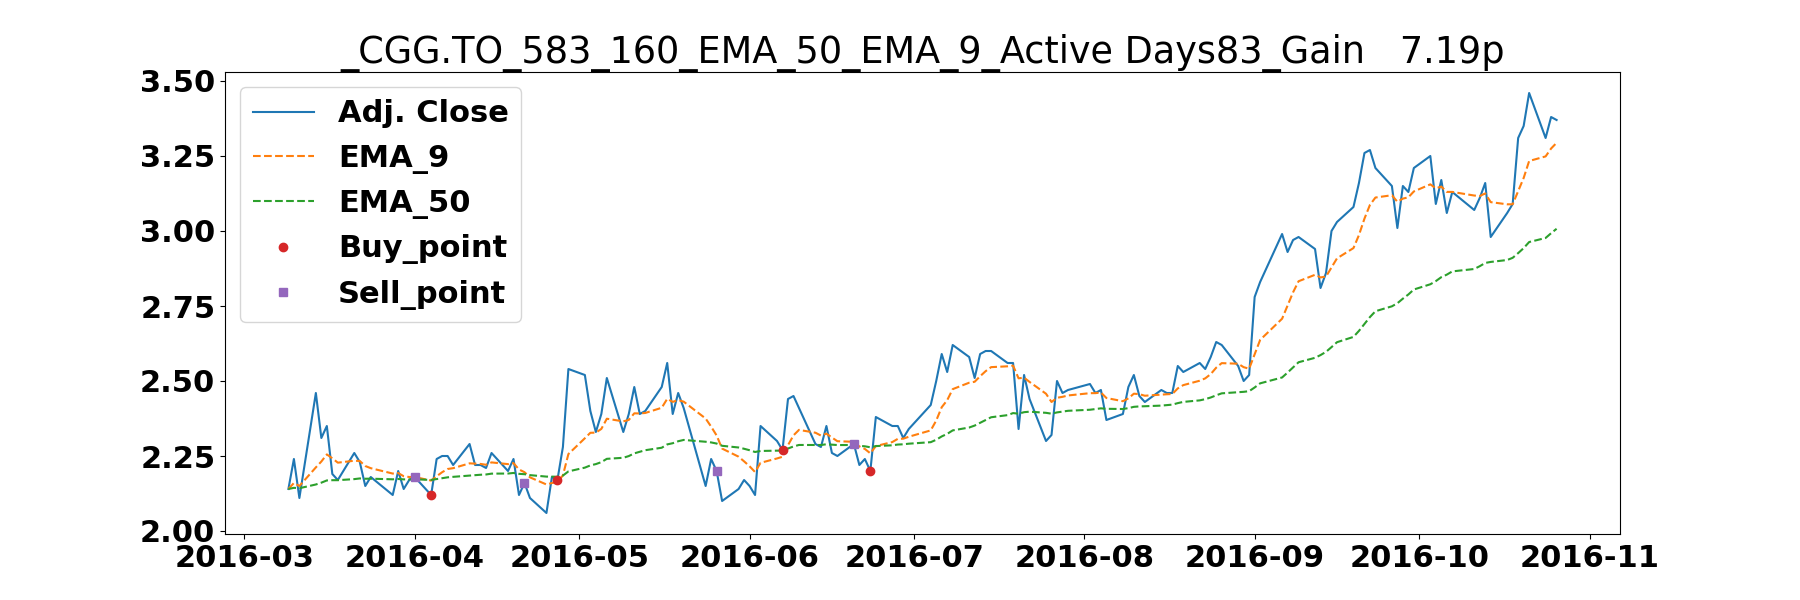 _CGG.TO_583_160_EMA_50_EMA_9_Active Days83_Gain   7.19p
3.50
3.25
3.00
2.75
2.50
2.25
2.00
Adj. Close
EMA_9
EMA_50
Buy_point
Sell_point
2016-03 2016-04 2016-05 2016-06 2016-07 2016-08 2016-09 2016-10 2016-11